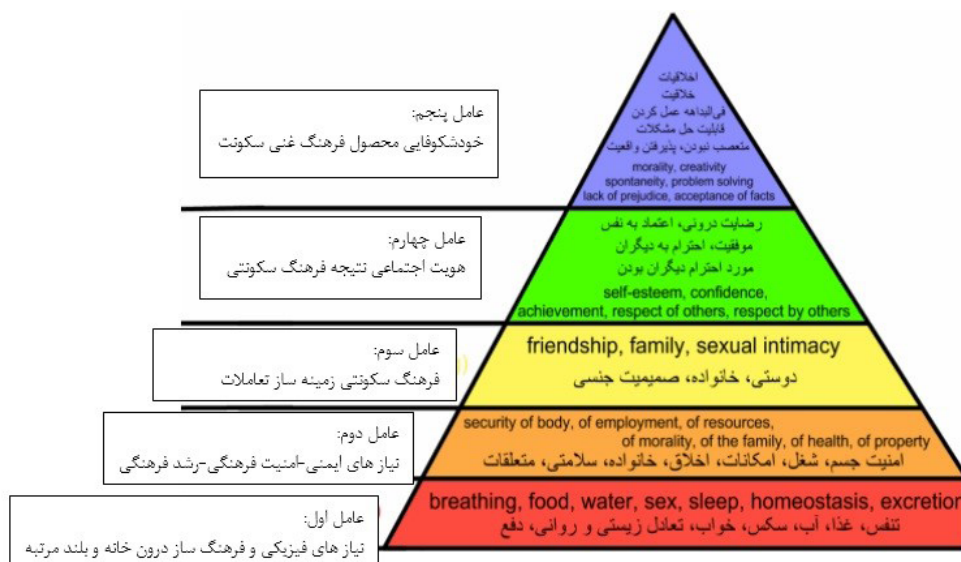 اخلاقیات
خلاقیت
فی‌البداهه عمل کردن
قابلیت حل مشکلات
متعصب نبودن، پذیرفتن واقعیت
morality, creativity
spontaneity, problem solving
lack of prejudice, acceptance of facts
عامل پنجم:
خودشکوفایی محصول فرهنگ غنی سکونت
رضایت درونی، اعتماد به نفس
موفقیت، احترام به دیگران
مورد احترام دیگران بودن
self-esteem, confidence,
achievement, respect of others, respect by others
عامل چهارم:
هویت اجتماعی نتیجه فرهنگ سکونتی
friendship, family, sexual intimacy
دوستی، خانواده، صمیمیت جنسی
عامل سوم:
فرهنگ سکونتی زمینه ساز تعاملات
security of body, of employment, of resources,
of morality, of the family, of health, of property
امنیت جسم، شغل، امکانات، اخلاق، خانواده، سلامتی، متعلقات
عامل دوم:
نیاز های ایمنی-امنیت فرهنگی-رشد فرهنگی
breathing, food, water, sex, sleep, homeostasis, excretion
تنفس، غذا، آب، سکس، خواب، تعادل زیستی و روانی، دفع
عامل اول:
نیاز های فیزیکی و فرهنگ ساز درون خانه و بلند مرتبه